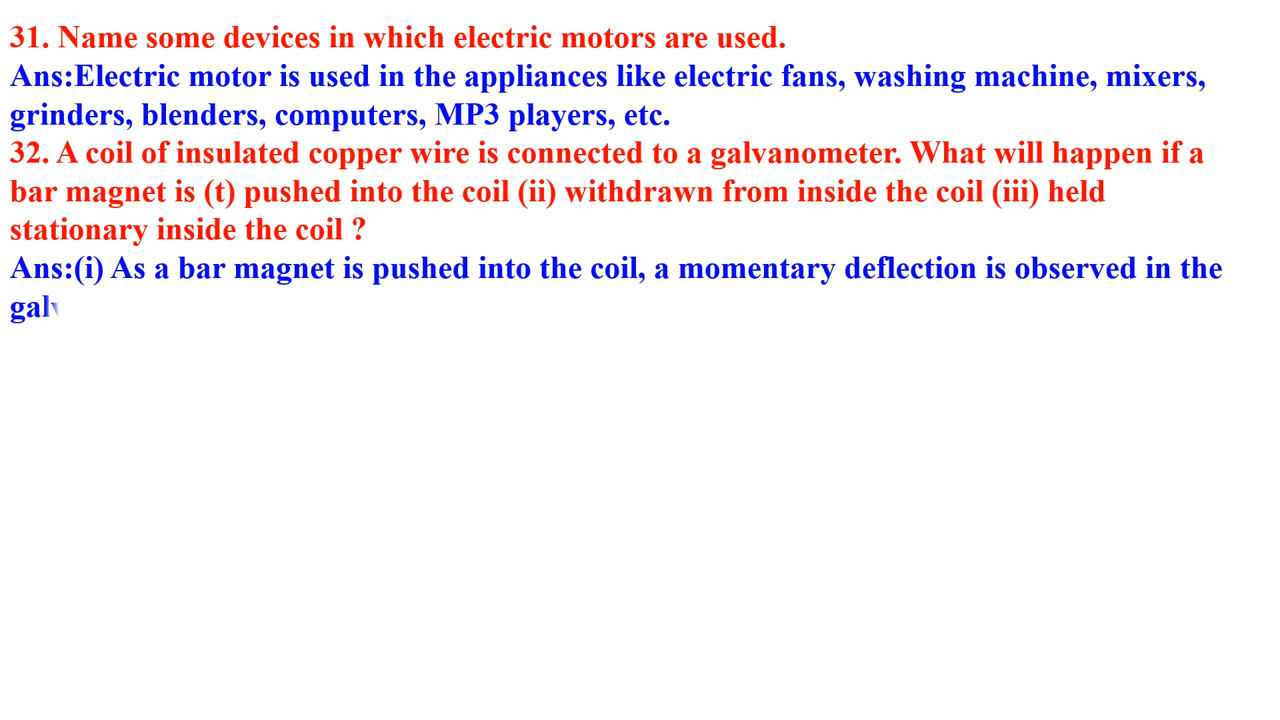 31. Name some devices in which electric motors are used.
Ans:Electric motor is used in the appliances like electric fans, washing machine, mixers,
grinders, blenders, computers, MP3 players, etc.
32. A coil of insulated copper wire is connected to a galvanometer. What will happen if a
bar magnet is (t) pushed into the coil (ii) withdrawn from inside the coil (iii) held
stationary inside the coil ?
Ans:(i) As a bar magnet is pushed into the coil, a momentary deflection is observed in the
galv